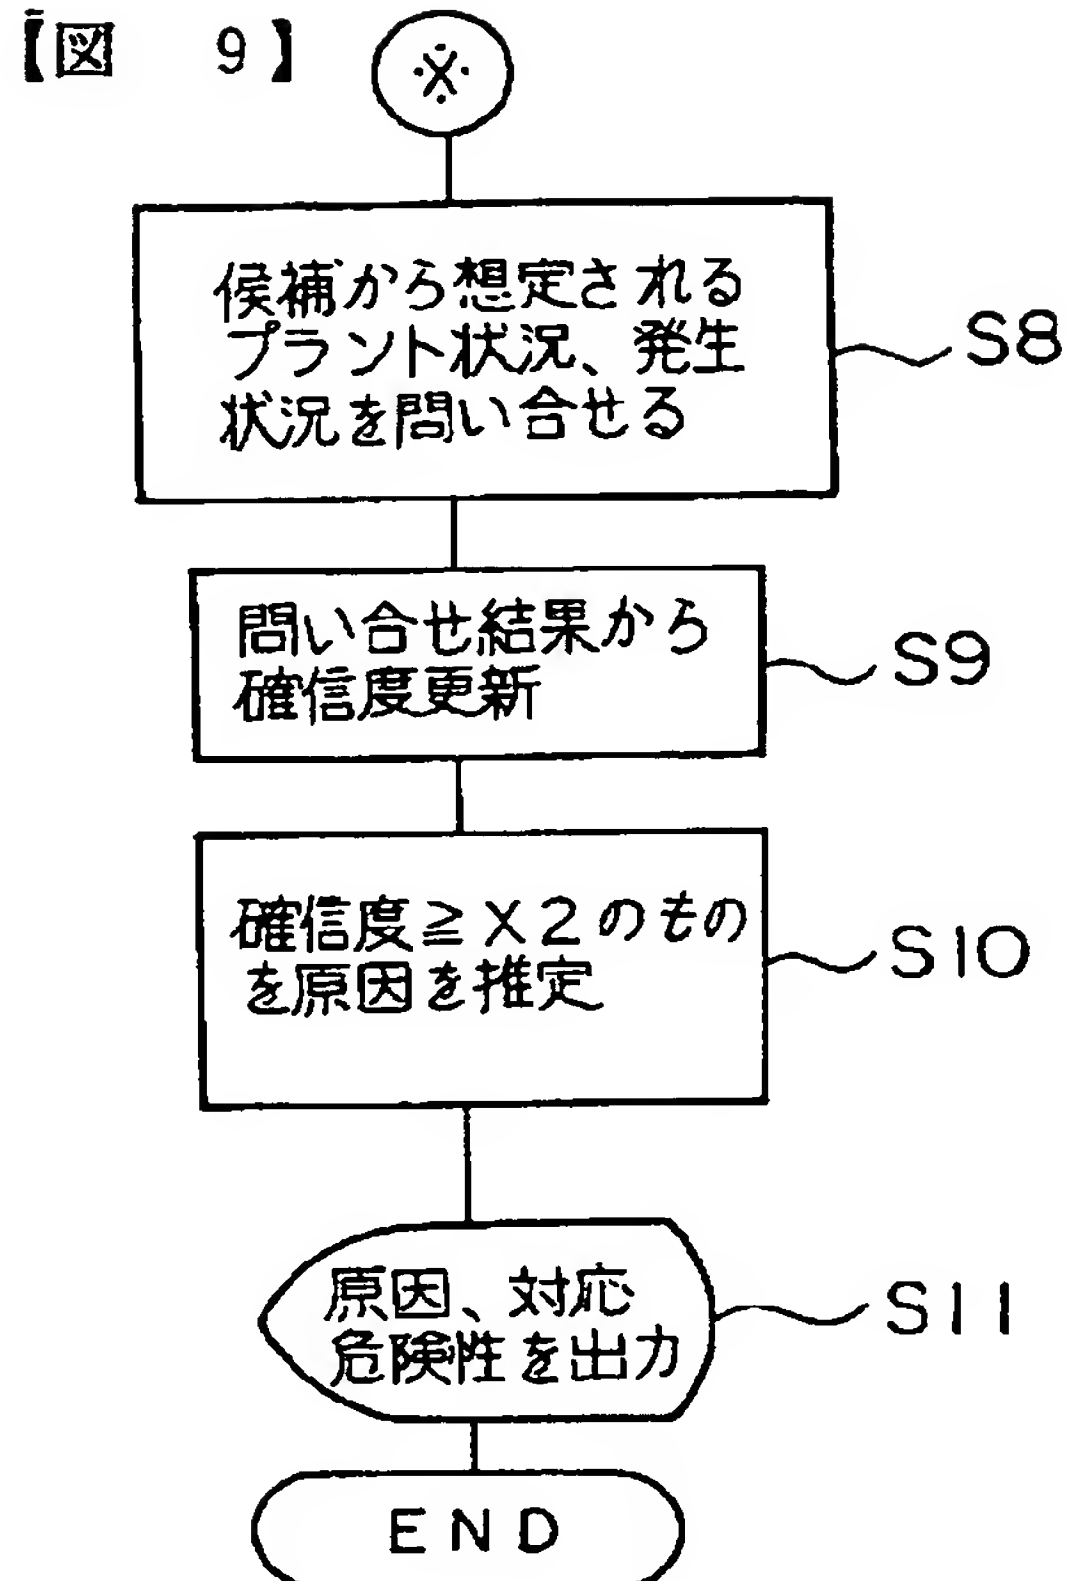 【図 9】
※
候補から想定される
プラント状況、発生
状況を問い合せる
S8
問い合せ結果から
確信度更新
S9
確信度≧X2のもの
を原因を推定
S10
原因、対応
危険性を出力
S11
END